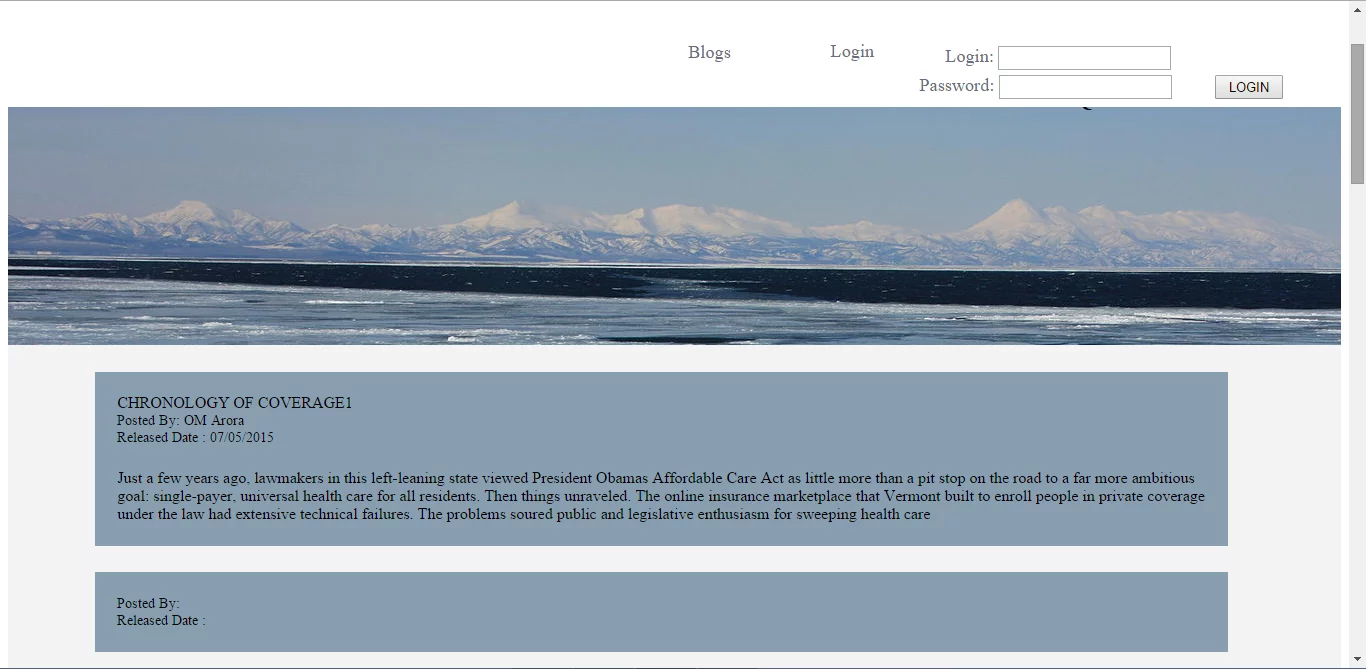 Blogs Login Login:
Password: LOGIN
CHRONOLOGY OF COVERAGE1
Posted By: OM Arora
Released Date : 07/05/2015
Just a few years ago, lawmakers in this left-leaning state viewed President Obamas Affordable Care Act as little more than a pit stop on the road to a far more ambitious
goal: single-payer, universal health care for all residents. Then things unraveled. The online insurance marketplace that Vermont built to enroll people in private coverage
under the law had extensive technical failures. The problems soured public and legislative enthusiasm for sweeping health care
Posted By:
Released Date :